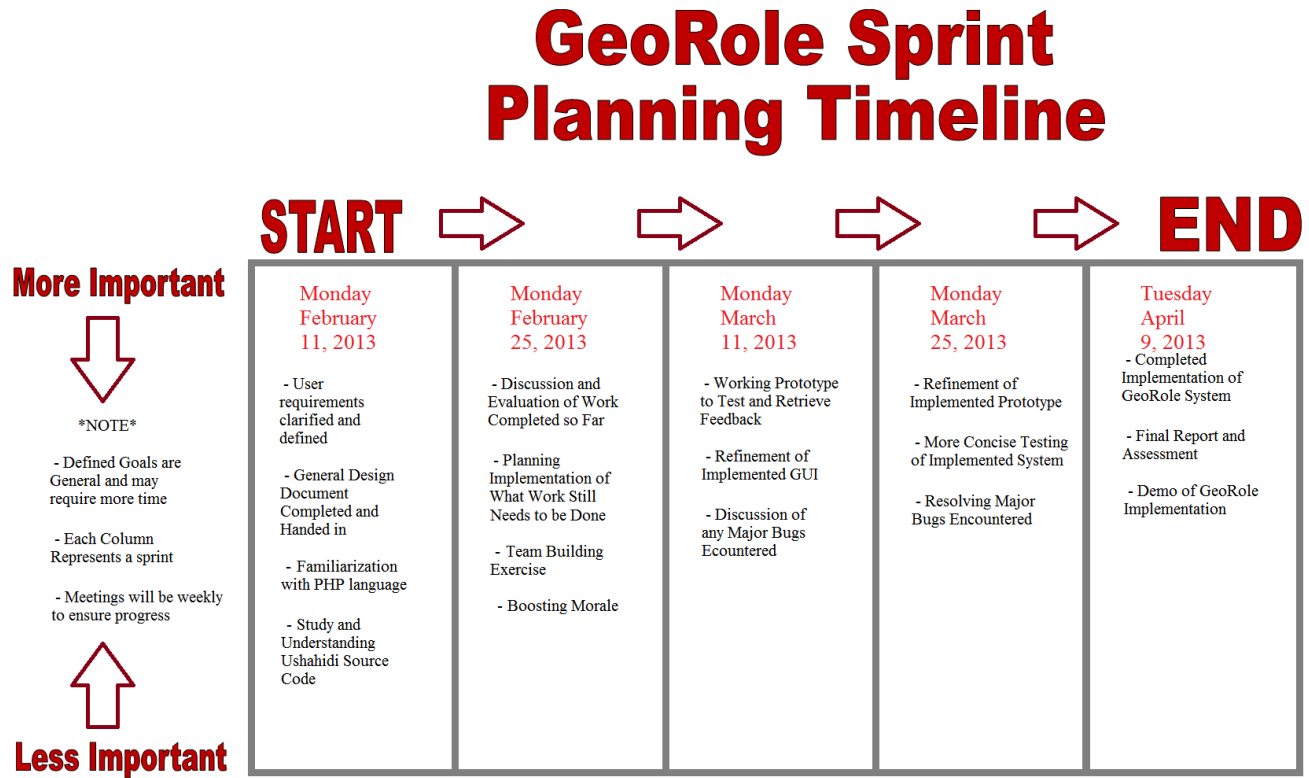 GeoRole Sprint
Planning Timeline
START
END
More Important
*NOTE*
- Defined Goals are
General and may
require more time
- Each Column
Represents a sprint
- Meetings will be weekly
to ensure progress
Less Important
Monday
February
11, 2013
- User
requirements
clarified and
defined
- General Design
Document
Completed and
Handed in
- Familiarization
with PHP language
- Study and
Understanding
Ushahidi Source
Code
Monday
February
25, 2013
- Discussion and
Evaluation of Work
Completed so Far
- Planning
Implementation of
What Work Still
Needs to be Done
- Team Building
Exercise
- Boosting Morale
Monday
March
11, 2013
- Working Prototype
to Test and Retrieve
Feedback
- Refinement of
Implemented GUI
- Discussion of
any Major Bugs
Ecountered
Monday
March
25, 2013
- Refinement of
Implemented Prototype
- More Concise Testing
of Implemented System
- Resolving Major
Bugs Encountered
Tuesday
April
9, 2013
- Completed
Implementation of
GeoRole System
- Final Report and
Assessment
- Demo of GeoRole
Implementation